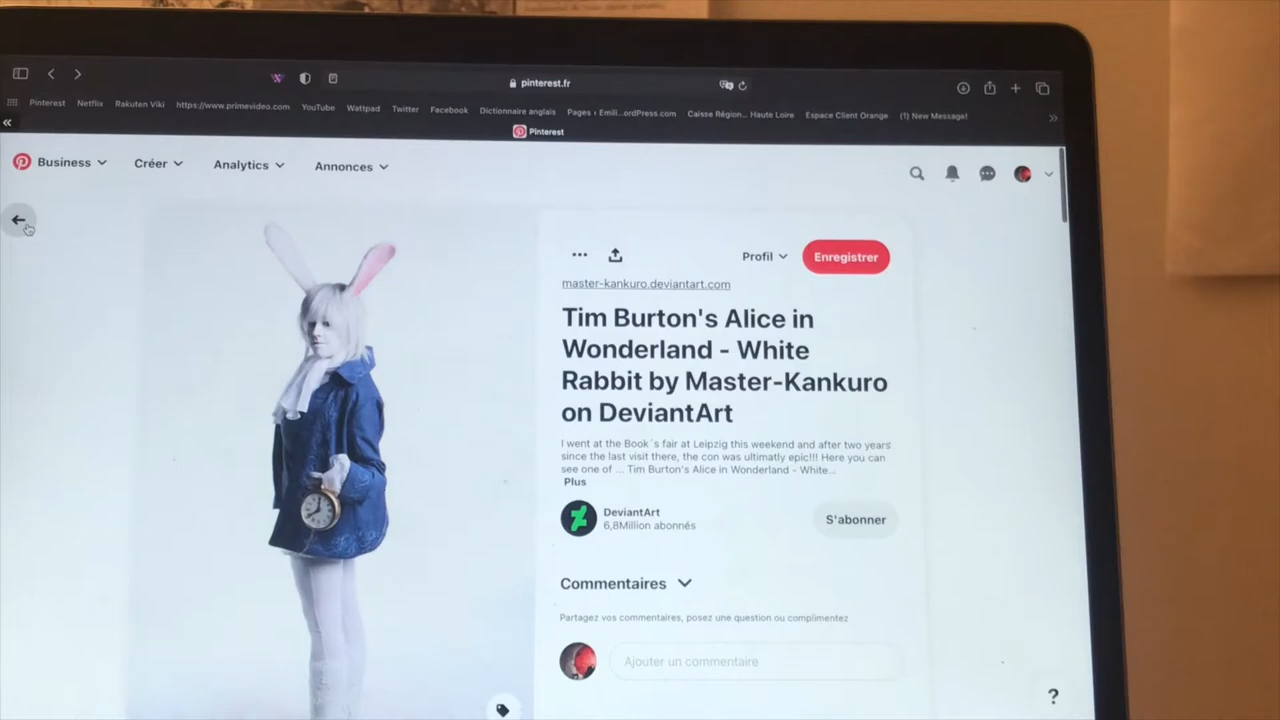 pinterest.fr
Pinterest Netflix Rakuten Viki https://www.primevideo.com YouTube Wattpad Twitter Facebook Dictionnaire anglais Pages ‹ Emili...ordPress.com Caisse Région... Haute Loire Espace Client Orange (1) New Message!
Pinterest
Business Créer Analytics Annonces
Profil Enregistrer
master-kankuro.deviantart.com
Tim Burton's Alice in
Wonderland - White
Rabbit by Master-Kankuro
on DeviantArt
I went at the Book´s fair at Leipzig this weekend and after two years
since the last visit there, the con was ultimatly epic!!! Here you can
see one of ... Tim Burton's Alice in Wonderland - White...
Plus
DeviantArt
6,8Million abonnés
S'abonner
Commentaires
Partagez vos commentaires, posez une question ou complimentez
Ajouter un commentaire
?